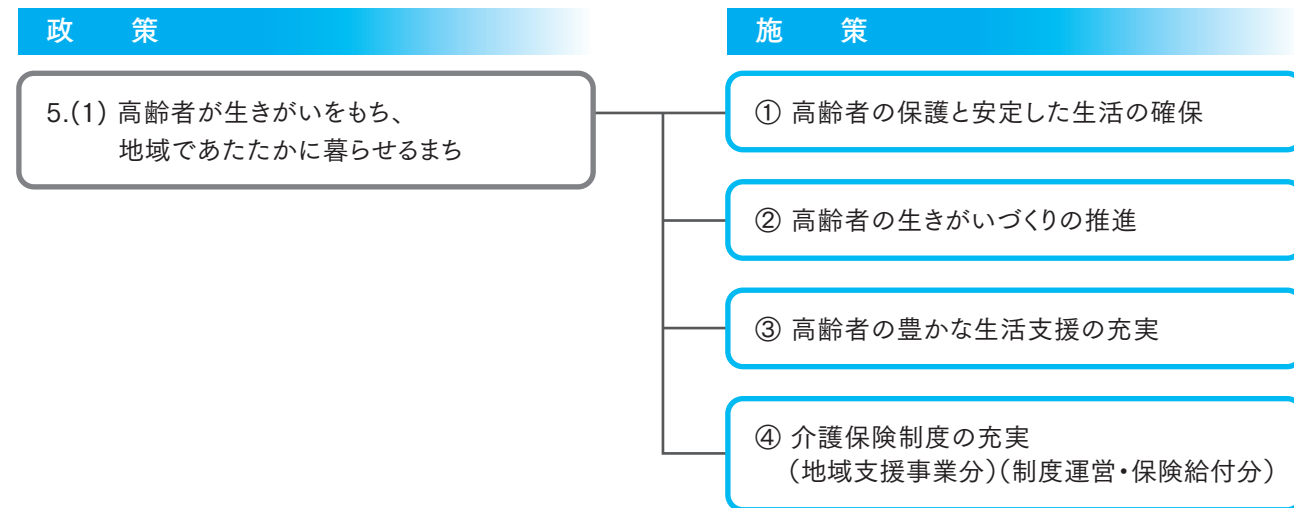 政　策
施　策
5.(1) 高齢者が生きがいをもち、
地域であたたかに暮らせるまち
① 高齢者の保護と安定した生活の確保
② 高齢者の生きがいづくりの推進
③ 高齢者の豊かな生活支援の充実
④ 介護保険制度の充実
（地域支援事業分）（制度運営・保険給付分）